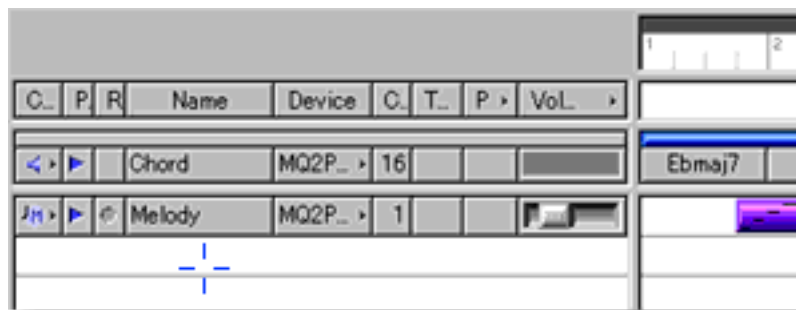 1 2
C... P. R Name Device C. T... P Vol...
Chord MQ2P... 16 Ebmaj7
M Melody MQ2P... 1